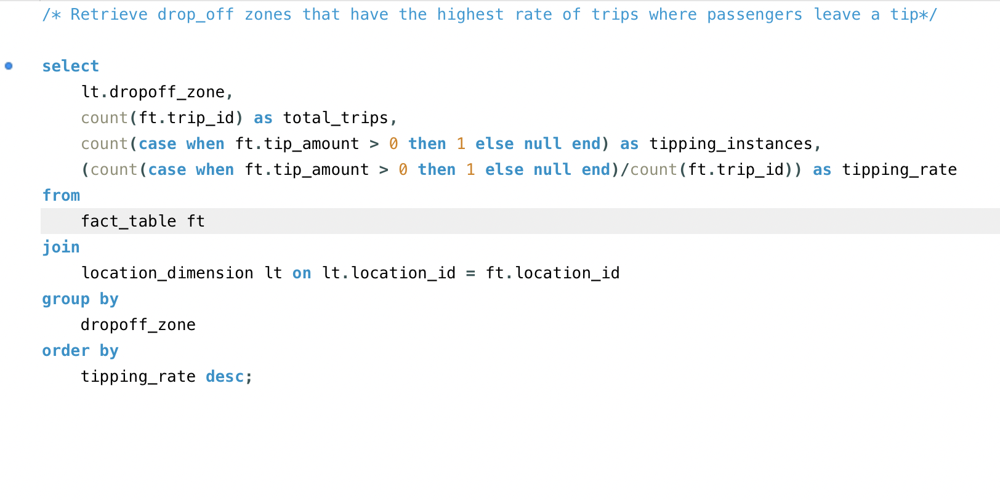 /* Retrieve drop_off zones that have the highest rate of trips where passengers leave a tip*/
select
lt.dropoff_zone,
count(ft.trip_id) as total_trips,
count(case when ft.tip_amount > 0 then 1 else null end) as tipping_instances,
(count(case when ft.tip_amount > 0 then 1 else null end)/count(ft.trip_id)) as tipping_rate
from
fact_table ft
join
location_dimension lt on lt.location_id = ft.location_id
group by
dropoff_zone
order by
tipping_rate desc;